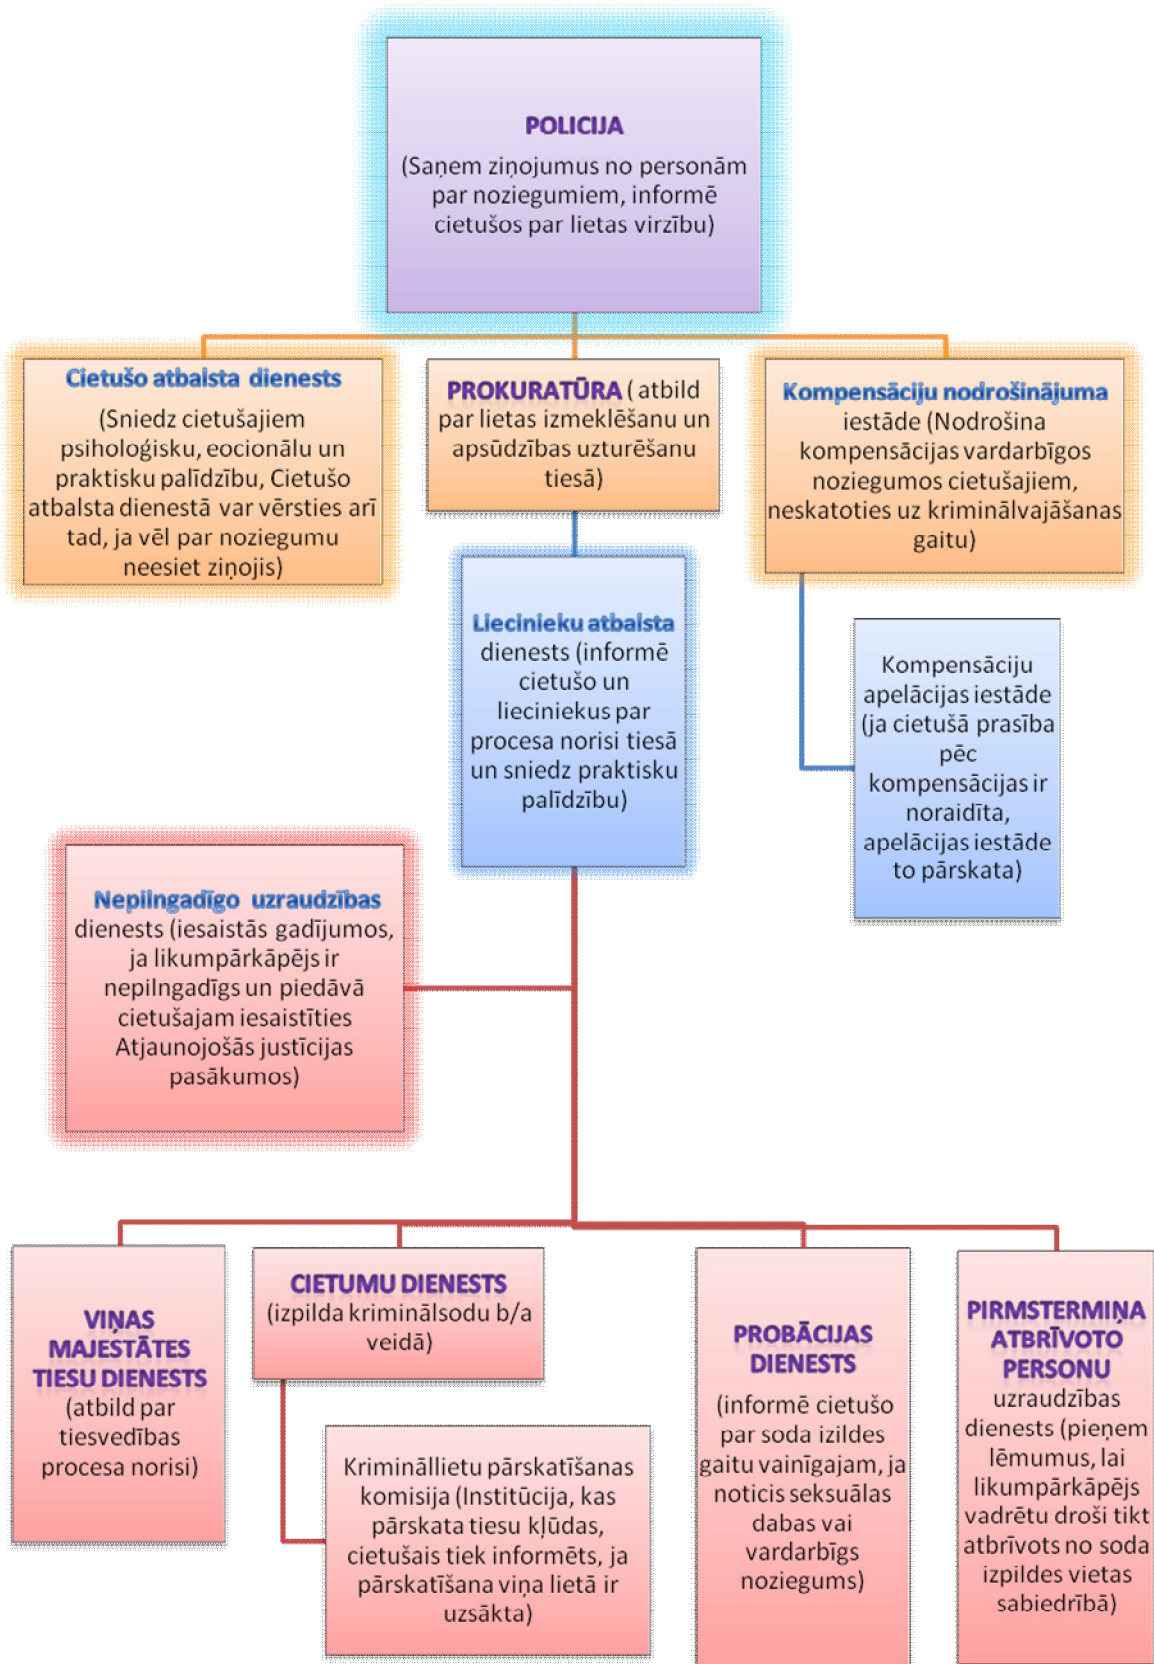 POLICIJA
(Saņem ziņojumus no personām
par noziegumiem, informē
cietušos par lietas virzību)
Cietušo atbalsta dienests
(Sniedz cietušajiem
psiholoģisku, eocionālu un
praktisku palīdzību, Cietušo
atbalsta dienestā var vērsties arī
tad, ja vēl par noziegumu
neesiet ziņojis)
PROKURATŪRA ( atbild
par lietas izmeklēšanu un
apsūdzības uzturēšanu
tiesā)
Kompensāciju nodrošinājuma
iestāde (Nodrošina
kompensācijas vardarbīgos
noziegumos cietušajiem,
neskatoties uz kriminālvajāšanas
gaitu)
Liecinieku atbalsta
dienests (informē
cietušo un
lieciniekus par
procesa norisi tiesā
un sniedz praktisku
palīdzību)
Kompensāciju
apelācijas iestāde
(ja cietušā prasība
pēc
kompensācijas ir
noraidīta,
apelācijas iestāde
to pārskata)
Nepilngadīgo uzraudzības
dienests (iesaistās gadījumos,
ja likumpārkāpējs ir
nepilngadīgs un piedāvā
cietušajam iesaistīties
Atjaunojošās justīcijas
pasākumos)
VIŅAS
MAJESTĀTES
TIESU DIENESTS
(atbild par
tiesvedības
procesa norisi)
CIETUMU DIENESTS
(izpilda kriminālsodu b/a
veidā)
Krimināllietu pārskatīšanas
komisija (Institūcija, kas
pārskata tiesu kļūdas,
cietušais tiek informēts, ja
pārskatīšana viņa lietā ir
uzsākta)
PROBĀCIJAS
DIENESTS
(informē cietušo
par soda izildes
gaitu vainīgajam, ja
noticis seksuālas
dabas vai
vardarbīgs
noziegums)
PIRMSTERMIŅA
ATBRĪVOTO
PERSONU
uzraudzības
dienests (pieņem
lēmumus, lai
likumpārkāpējs
vadrētu droši tikt
atbrīvots no soda
izpildes vietas
sabiedrībā)